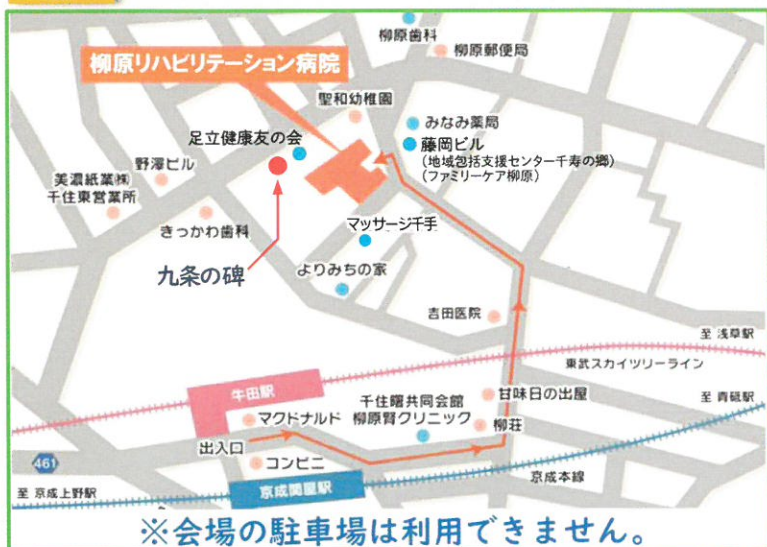 柳原歯科
柳原郵便局
柳原リハビリテーション病院
聖和幼稚園
みなみ薬局
足立健康友の会
藤岡ビル
(地域包括支援センター千寿の郷)
(ファミリーケア柳原)
野澤ビル
美濃紙業㈱
千住東営業所
きっかわ歯科
マッサージ千手
九条の碑
よりみちの家
吉田医院
至 浅草駅
東武スカイツリーライン
牛田駅
千住曙共同会館
柳原腎クリニック
甘味日の出屋
至 青砥駅
マクドナルド
柳荘
出入口
461
コンビニ
京成本線
至 京成上野駅
京成関屋駅
※会場の駐車場は利用できません。